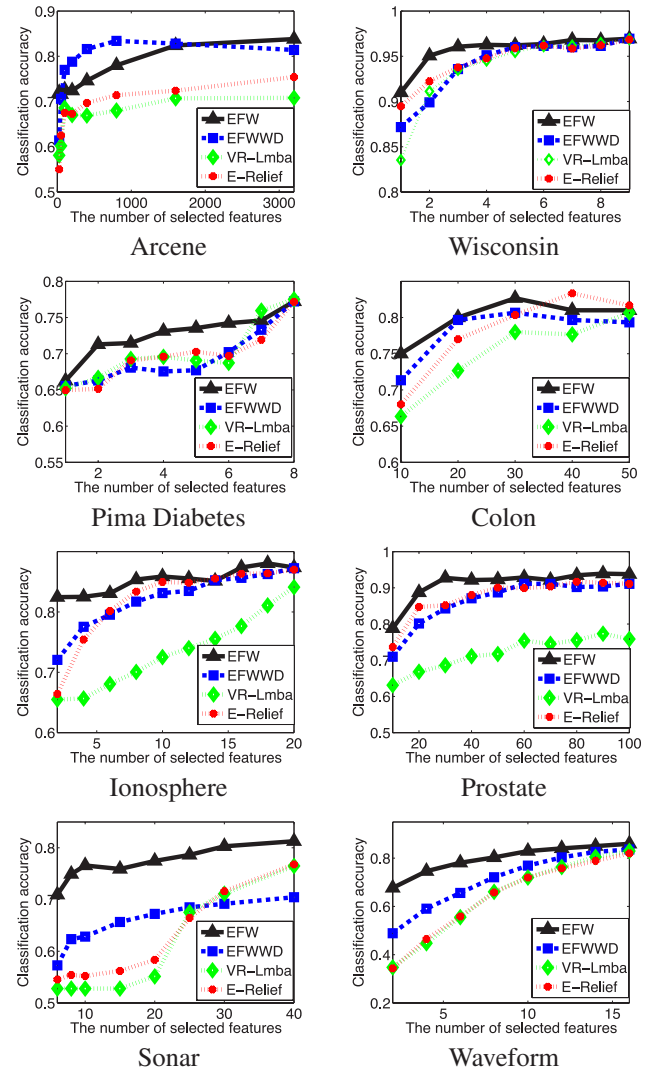 Classification accuracy
0.9
0.8
0.7
0.6
0.5
0 1000 2000 3000
The number of selected features
EFW
EFWWD
VR-Lmba
E-Relief
Arcene
Classification accuracy
1
0.95
0.9
0.85
0.8
2 4 6 8
The number of selected features
EFW
EFWWD
VR-Lmba
E-Relief
Wisconsin
Classification accuracy
0.8
0.75
0.7
0.65
0.6
0.55
2 4 6 8
The number of selected features
EFW
EFWWD
VR-Lmba
E-Relief
Pima Diabetes
Classification accuracy
0.8
0.75
0.7
0.65
0.6
10 20 30 40 50
The number of selected features
EFW
EFWWD
VR-Lmba
E-Relief
Colon
Classification accuracy
0.8
0.7
0.6
5 10 15 20
The number of selected features
EFW
EFWWD
VR-Lmba
E-Relief
Ionosphere
Classification accuracy
1
0.9
0.8
0.7
0.6
0.5
20 40 60 80 100
The number of selected features
EFW
EFWWD
VR-Lmba
E-Relief
Prostate
Classification accuracy
0.8
0.7
0.6
0.5
10 20 30 40
The number of selected features
EFW
EFWWD
VR-Lmba
E-Relief
Sonar
Classification accuracy
0.8
0.6
0.4
0.2
5 10 15
The number of selected features
EFW
EFWWD
VR-Lmba
E-Relief
Waveform